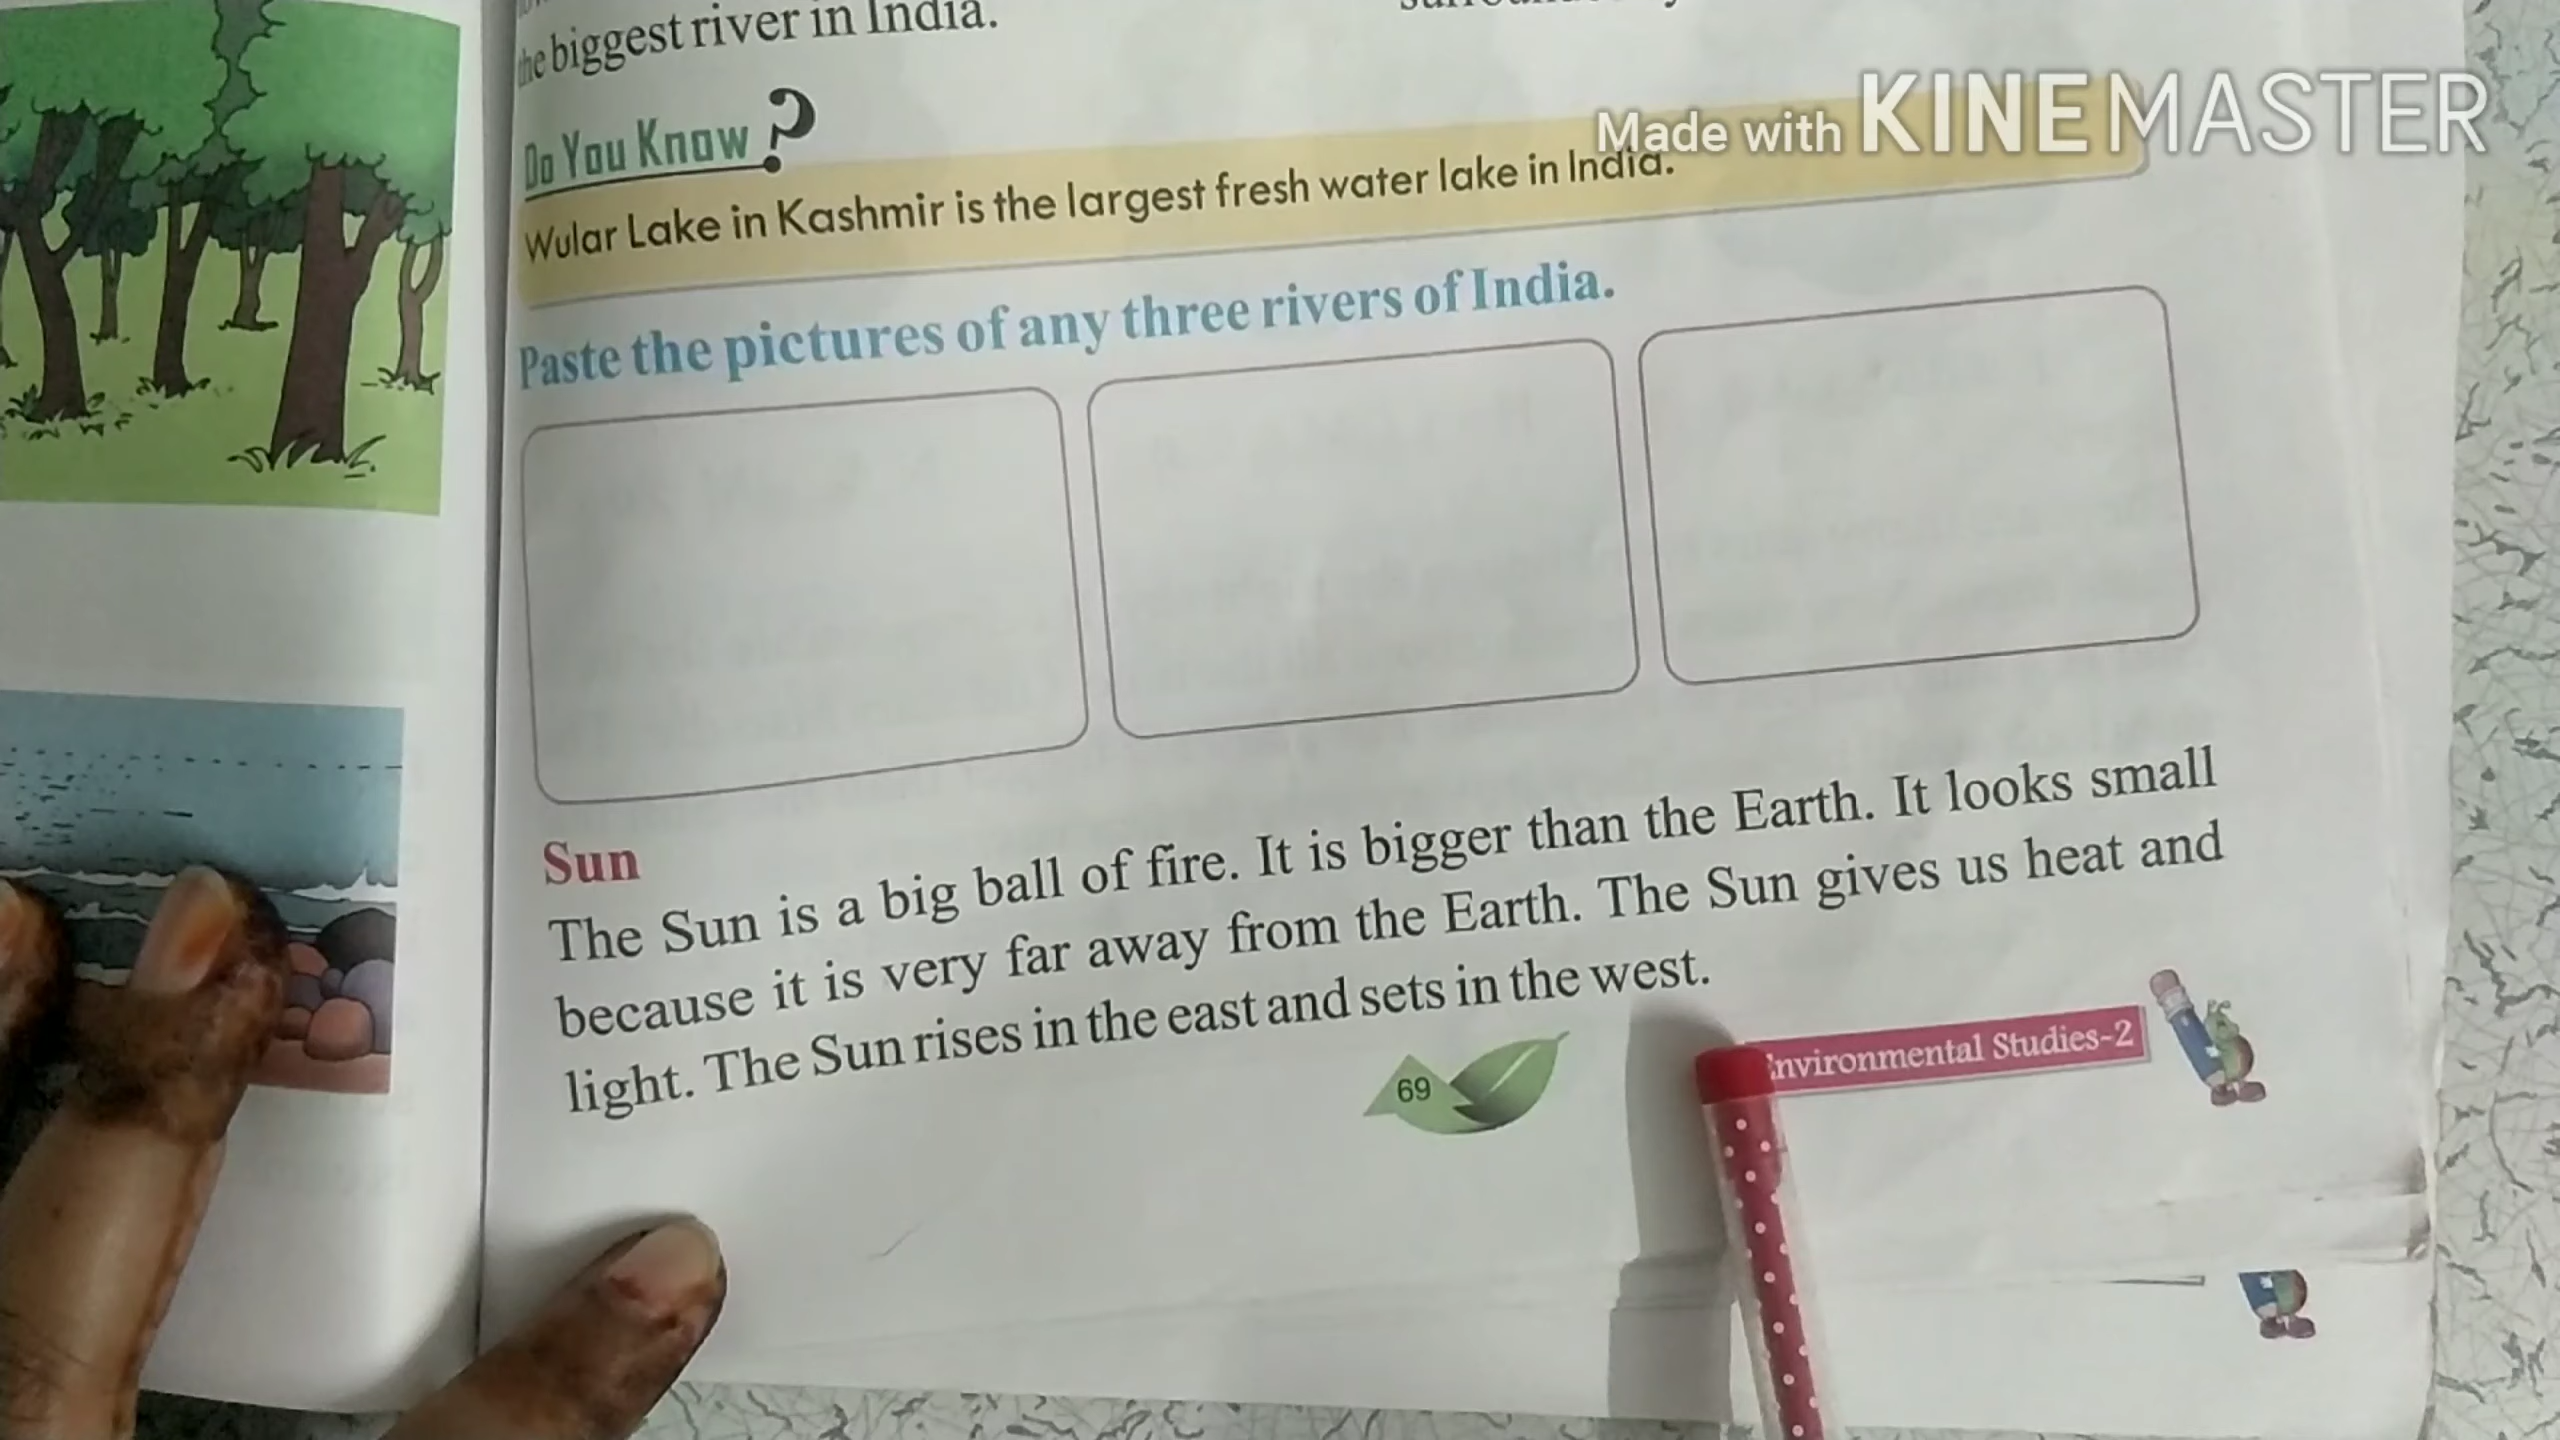 the biggest river in India.
Do You Know?
Made with KINEMASTER
Wular Lake in Kashmir is the largest fresh water lake in India.
Paste the pictures of any three rivers of India.
Sun
The Sun is a big ball of fire. It is bigger than the Earth. It looks small
because it is very far away from the Earth. The Sun gives us heat and
light. The Sun rises in the east and sets in the west.
69
Environmental Studies-2